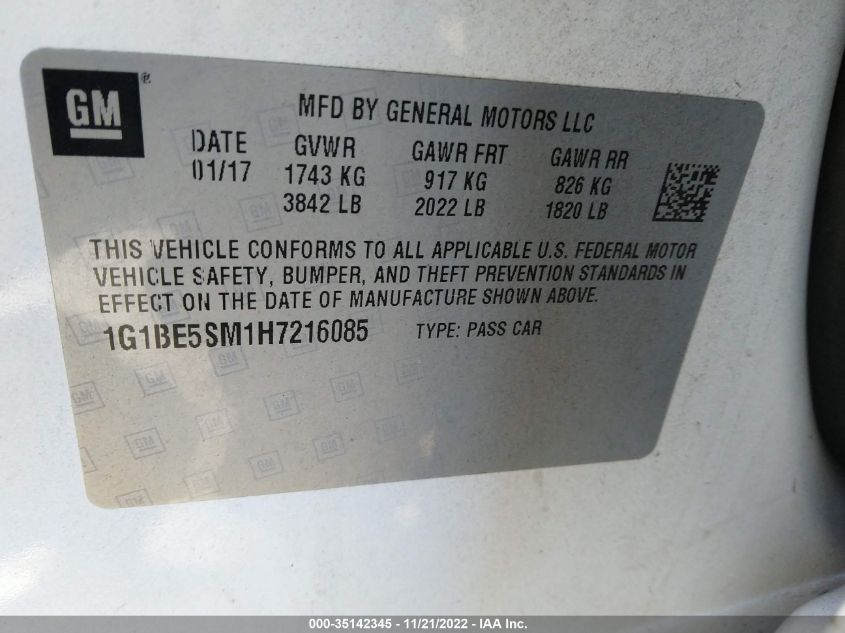 GM®
MFD BY GENERAL MOTORS LLC
DATE GVWR GAWR FRT GAWR RR
01/17 1743 KG 917 KG 826 KG
3842 LB 2022 LB 1820 LB
THIS VEHICLE CONFORMS TO ALL APPLICABLE U.S. FEDERAL MOTOR
VEHICLE SAFETY, BUMPER, AND THEFT PREVENTION STANDARDS IN
EFFECT ON THE DATE OF MANUFACTURE SHOWN ABOVE.
1G1BE5SM1H7216085 TYPE: PASS CAR
000-35142345 - 11/21/2022 - IAA Inc.